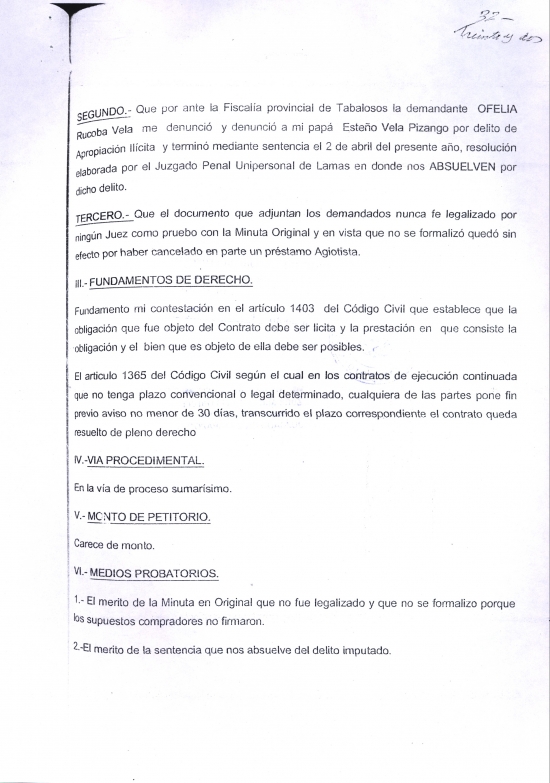 32-
Treinta y dos
SEGUNDO.- Que por ante la Fiscalía provincial de Tabalosos la demandante OFELIA
Rucoba Vela me denunció y denunció a mi papá Esteño Vela Pizango por delito de
Apropiación Ilícita y terminó mediante sentencia el 2 de abril del presente año, resolución
elaborada por el Juzgado Penal Unipersonal de Lamas en donde nos ABSUELVEN por
dicho delito.
TERCERO.- Que el documento que adjuntan los demandados nunca fe legalizado por
ningún Juez como pruebo con la Minuta Original y en vista que no se formalizó quedó sin
efecto por haber cancelado en parte un préstamo Agiotista.
III.- FUNDAMENTOS DE DERECHO.
Fundamento mi contestación en el artículo 1403 del Código Civil que establece que la
obligación que fue objeto del Contrato debe ser licita y la prestación en que consiste la
obligación y el bien que es objeto de ella debe ser posibles.
El articulo 1365 del Código Civil según el cual en los contratos de ejecución continuada
que no tenga plazo convencional o legal determinado, cualquiera de las partes pone fin
previo aviso no menor de 30 días, transcurrido el plazo correspondiente el contrato queda
resuelto de pleno derecho
IV.-VIA PROCEDIMENTAL.
En la vía de proceso sumarísimo.
V.- MONTO DE PETITORIO.
Carece de monto.
VI.- MEDIOS PROBATORIOS.
1.- El merito de la Minuta en Original que no fue legalizado y que no se formalizo porque
los supuestos compradores no firmaron.
2.-El merito de la sentencia que nos absuelve del delito imputado.